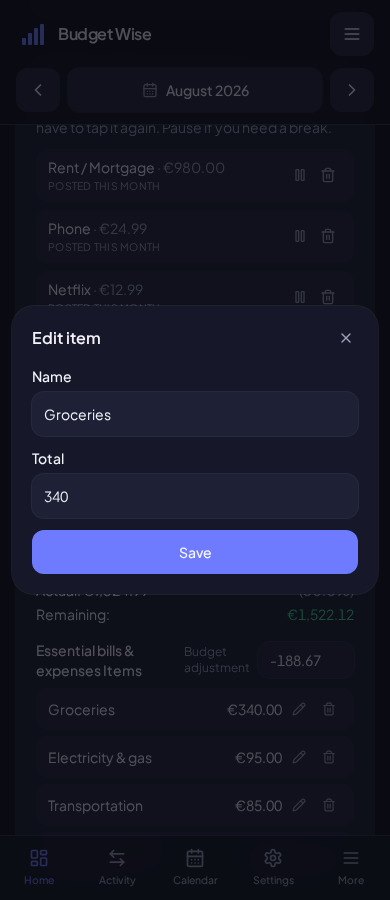 Budget Wise
August 2026
have to tap it again. Pause if you need a break.
Rent / Mortgage · €980.00
POSTED THIS MONTH
Phone · €24.99
POSTED THIS MONTH
Netflix · €12.99
Edit item
Name
Groceries
Total
340
Save
Remaining: €1,522.12
Essential bills & expenses Items
Budget adjustment
-188.67
Groceries €340.00
Electricity & gas €95.00
Transportation €85.00
Home Activity Calendar Settings More